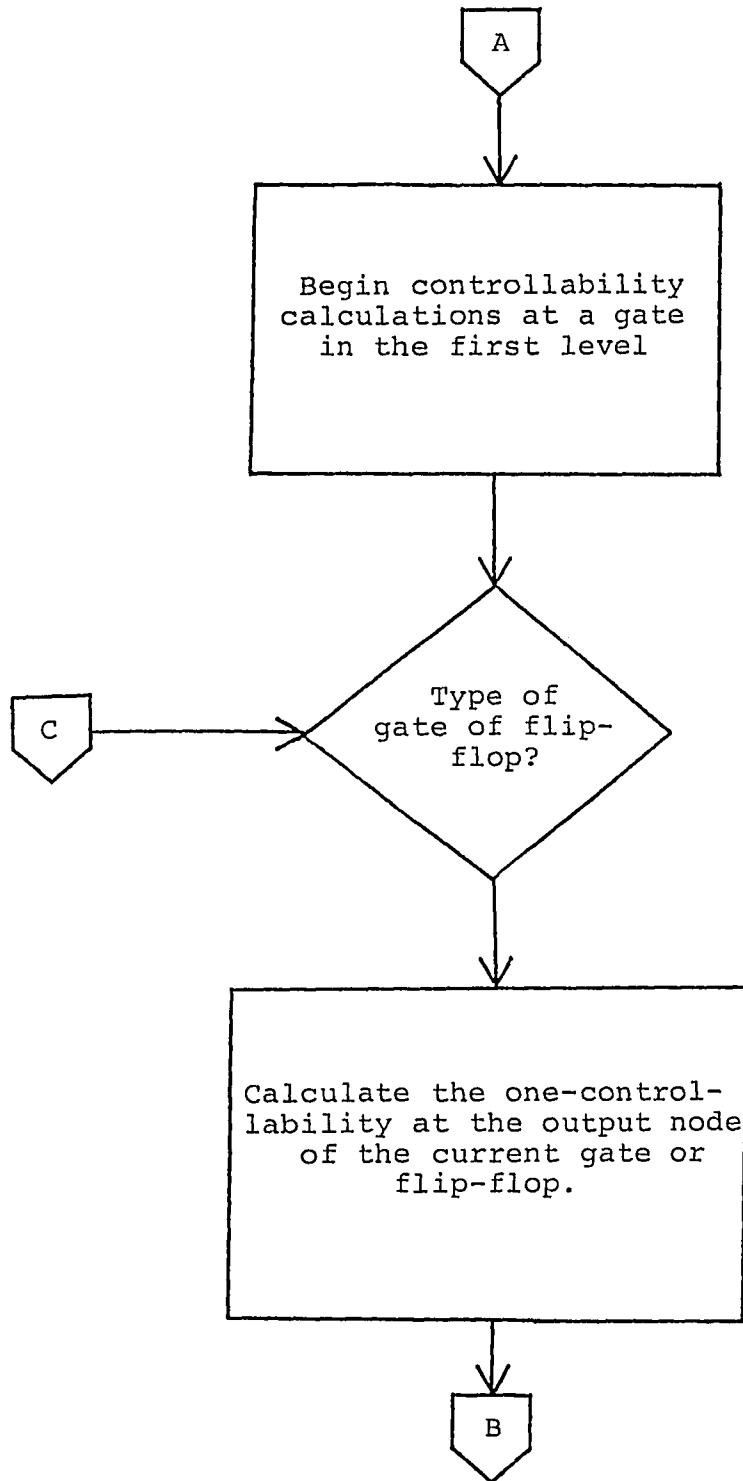 A
Begin controllability
calculations at a gate
in the first level
Type of
gate of flip-
flop?
C
Calculate the one-control-
lability at the output node
of the current gate or
flip-flop.
B